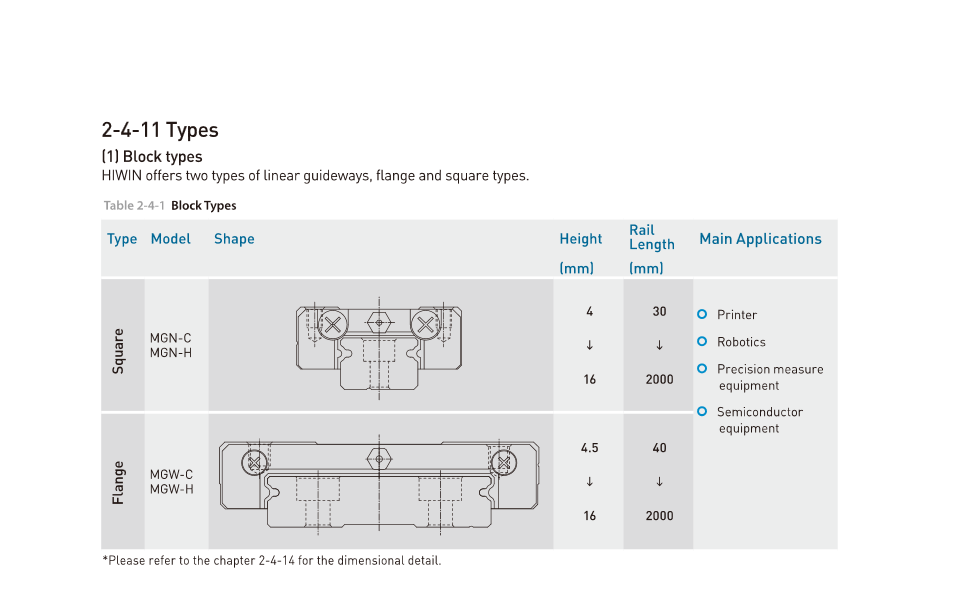 2-4-11 Types
(1) Block types
HIWIN offers two types of linear guideways, flange and square types.
Table 2-4-1 Block Types
Type Model Shape Height (mm) Rail Length (mm) Main Applications
Square
MGN-C
MGN-H
4
↓
16
30
↓
2000
Printer
Robotics
Precision measure
equipment
Semiconductor
equipment
Flange
MGW-C
MGW-H
4.5
↓
16
40
↓
2000
*Please refer to the chapter 2-4-14 for the dimensional detail.